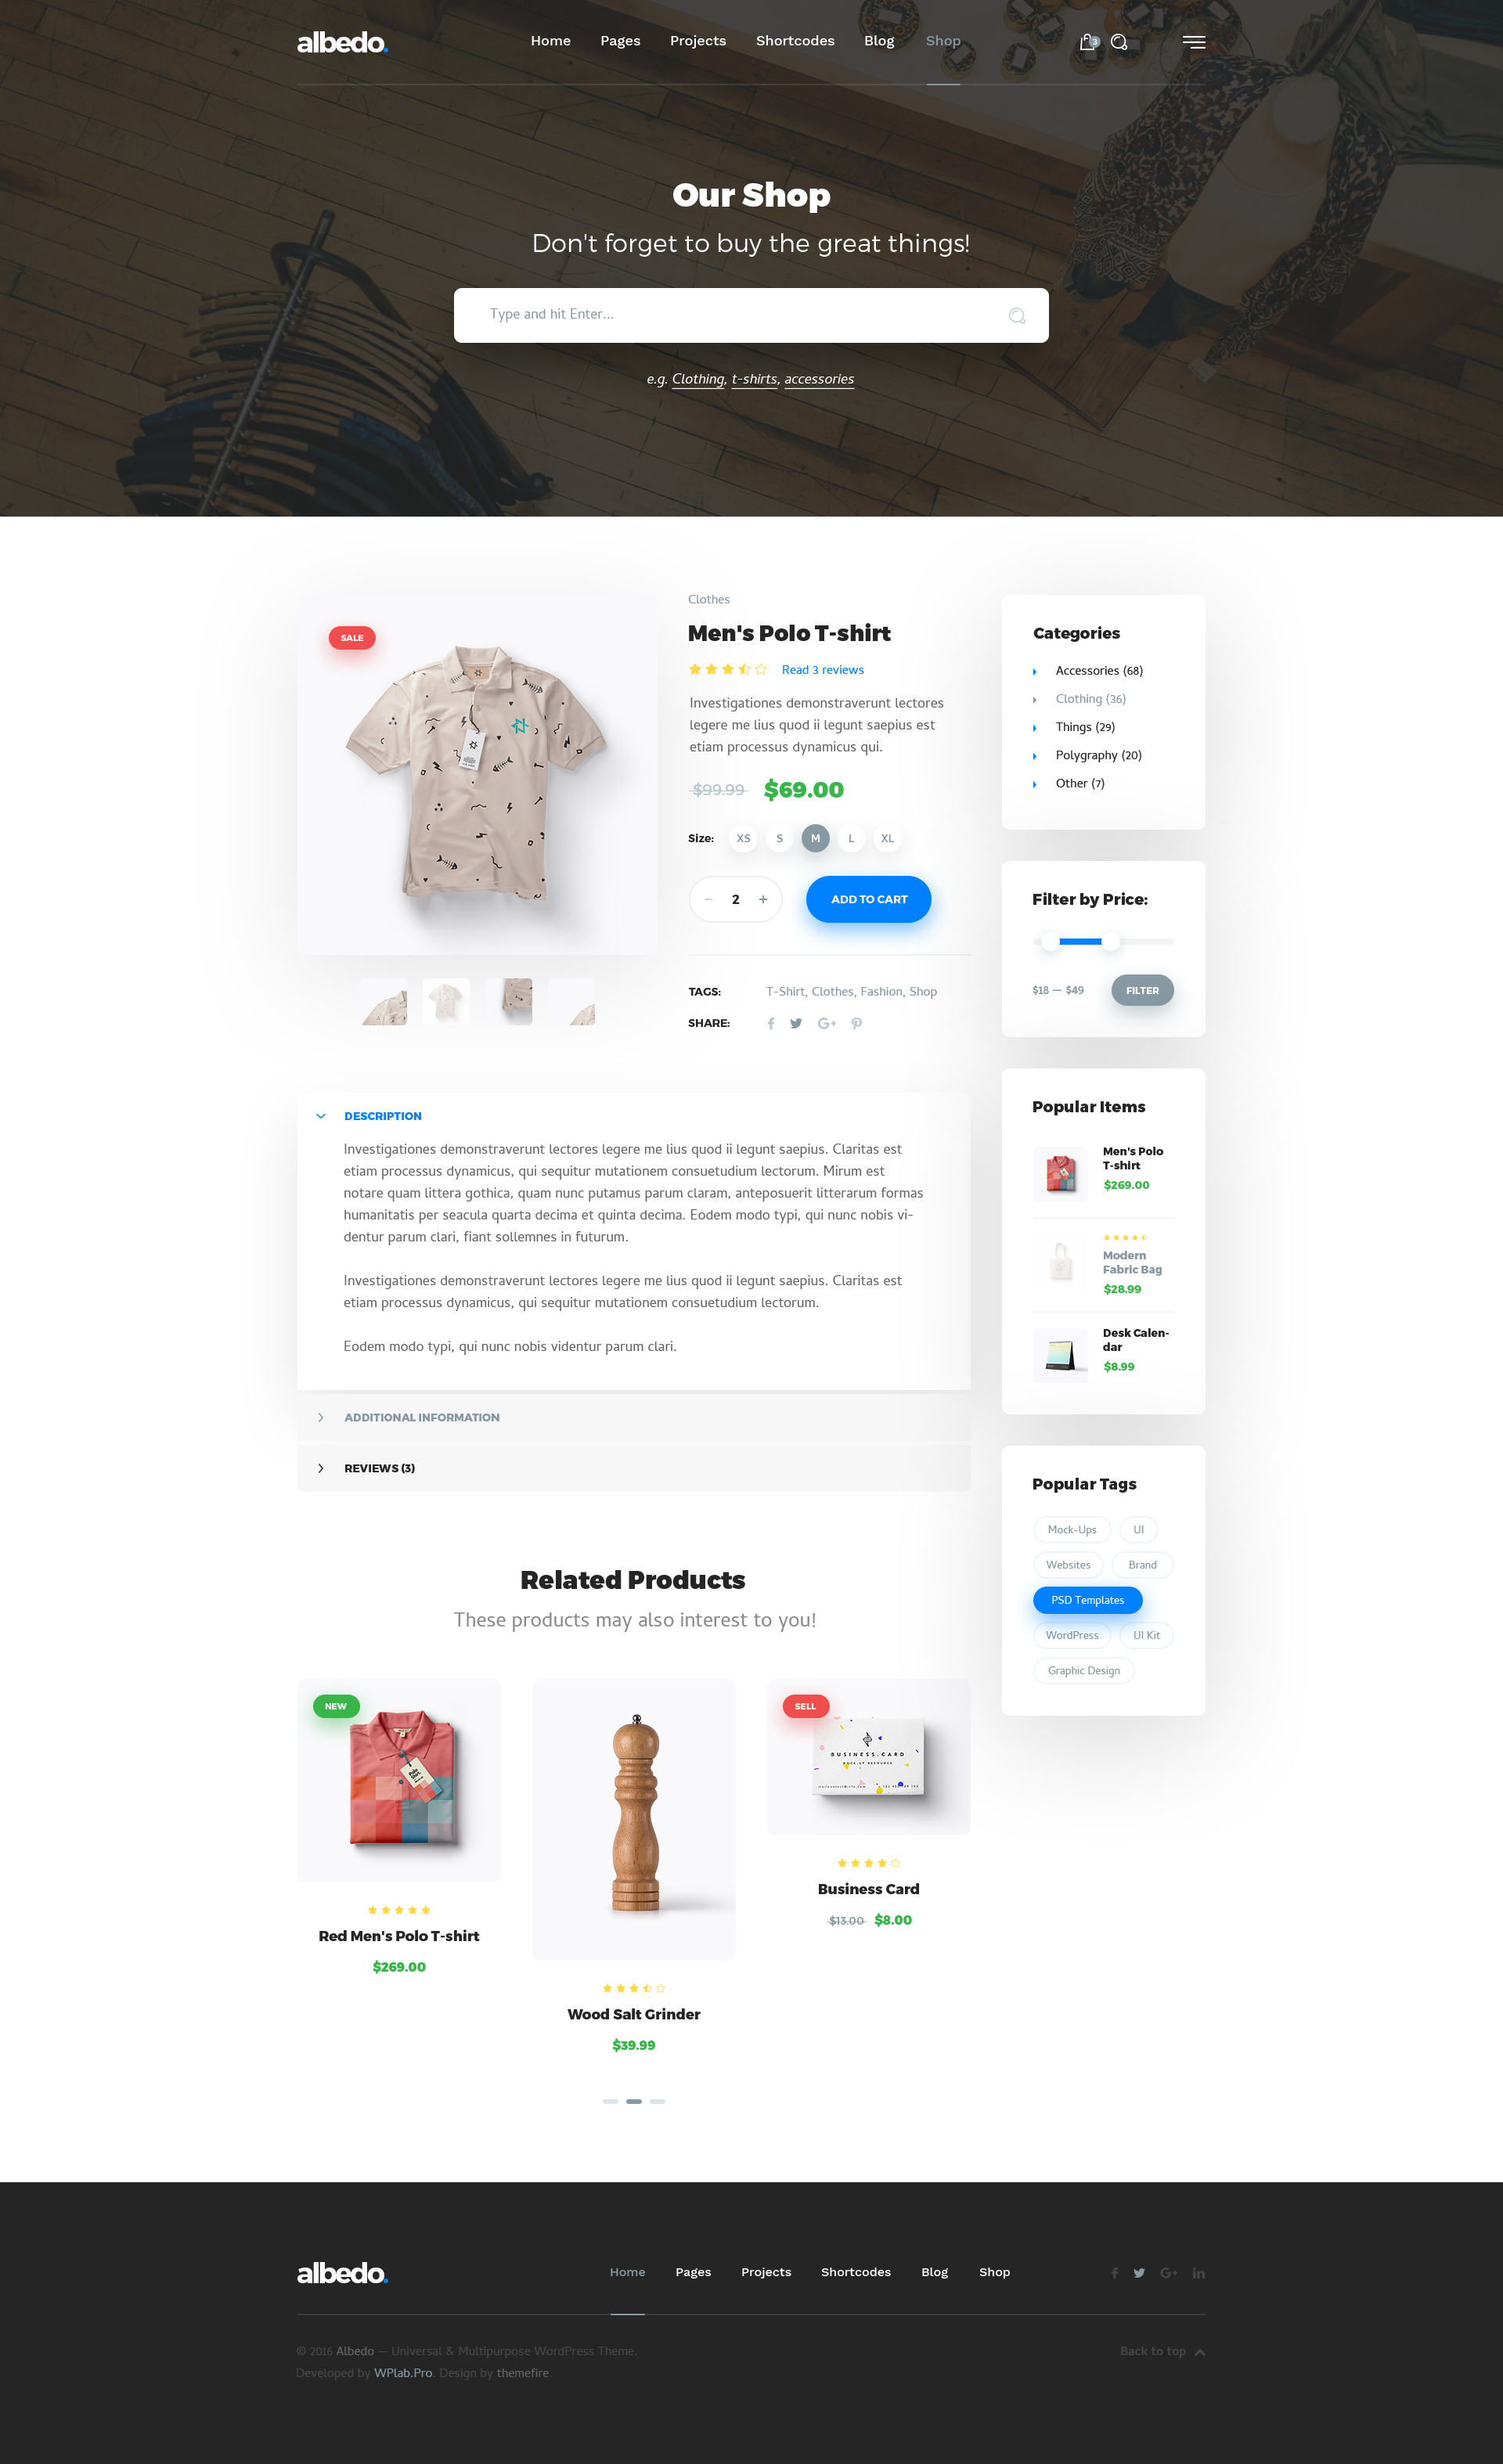 albedo.
Home Pages Projects Shortcodes Blog Shop
3
Our Shop
Don't forget to buy the great things!
Type and hit Enter...
e.g. Clothing, t-shirts, accessories
SALE
Clothes
Men's Polo T-shirt
Read 3 reviews
Investigationes demonstraverunt lectores
legere me lius quod ii legunt saepius est
etiam processus dynamicus qui.
$99.99 $69.00
Size: XS S M L XL
2
ADD TO CART
TAGS: T-Shirt, Clothes, Fashion, Shop
SHARE:
Categories
Accessories (68)
Clothing (36)
Things (29)
Polygraphy (20)
Other (7)
Filter by Price:
$18 — $49
FILTER
Popular Items
Men's Polo
T-shirt
$269.00
Modern
Fabric Bag
$28.99
Desk Calen-
dar
$8.99
Popular Tags
Mock-Ups UI
Websites Brand
PSD Templates
WordPress UI Kit
Graphic Design
DESCRIPTION
Investigationes demonstraverunt lectores legere me lius quod ii legunt saepius. Claritas est
etiam processus dynamicus, qui sequitur mutationem consuetudium lectorum. Mirum est
notare quam littera gothica, quam nunc putamus parum claram, anteposuerit litterarum formas
humanitatis per seacula quarta decima et quinta decima. Eodem modo typi, qui nunc nobis vi-
dentur parum clari, fiant sollemnes in futurum.
Investigationes demonstraverunt lectores legere me lius quod ii legunt saepius. Claritas est
etiam processus dynamicus, qui sequitur mutationem consuetudium lectorum.
Eodem modo typi, qui nunc nobis videntur parum clari.
ADDITIONAL INFORMATION
REVIEWS (3)
Related Products
These products may also interest to you!
NEW
Red Men's Polo T-shirt
$269.00
Wood Salt Grinder
$39.99
SELL
BUSINESS.CARD
Business Card
$13.00 $8.00
albedo.
Home Pages Projects Shortcodes Blog Shop
© 2016 Albedo — Universal & Multipurpose WordPress Theme.
Developed by WPlab.Pro. Design by themefire.
Back to top